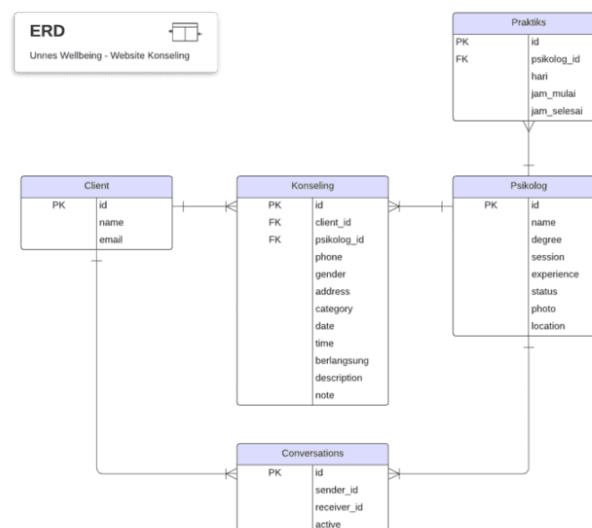 ERD
Unnes Wellbeing - Website Konseling
Praktiks
PK id
FK psikolog_id
hari
jam_mulai
jam_selesai
Client
PK id
name
email
Konseling
PK id
FK client_id
FK psikolog_id
phone
gender
address
category
date
time
berlangsung
description
note
Psikolog
PK id
name
degree
session
experience
status
photo
location
Conversations
PK id
sender_id
receiver_id
active